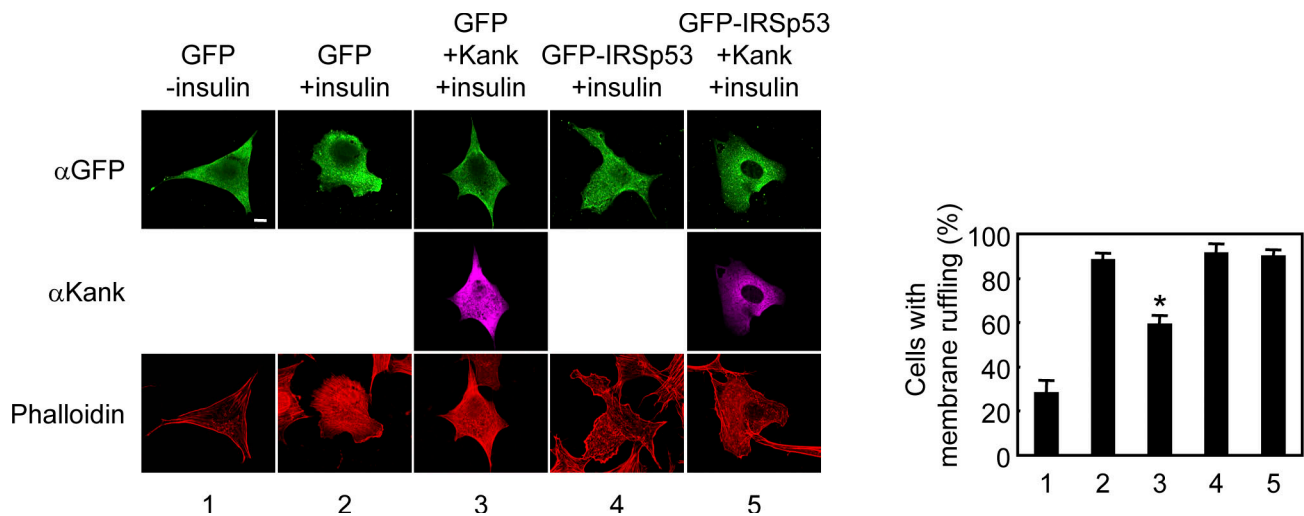 GFP
-insulin
GFP
+insulin
GFP
+Kank
+insulin
GFP-IRSp53
+insulin
GFP-IRSp53
+Kank
+insulin
αGFP
αKank
Phalloidin
1 2 3 4 5
Cells with
membrane ruffling (%)
100
80
60
40
20
0
*
1 2 3 4 5